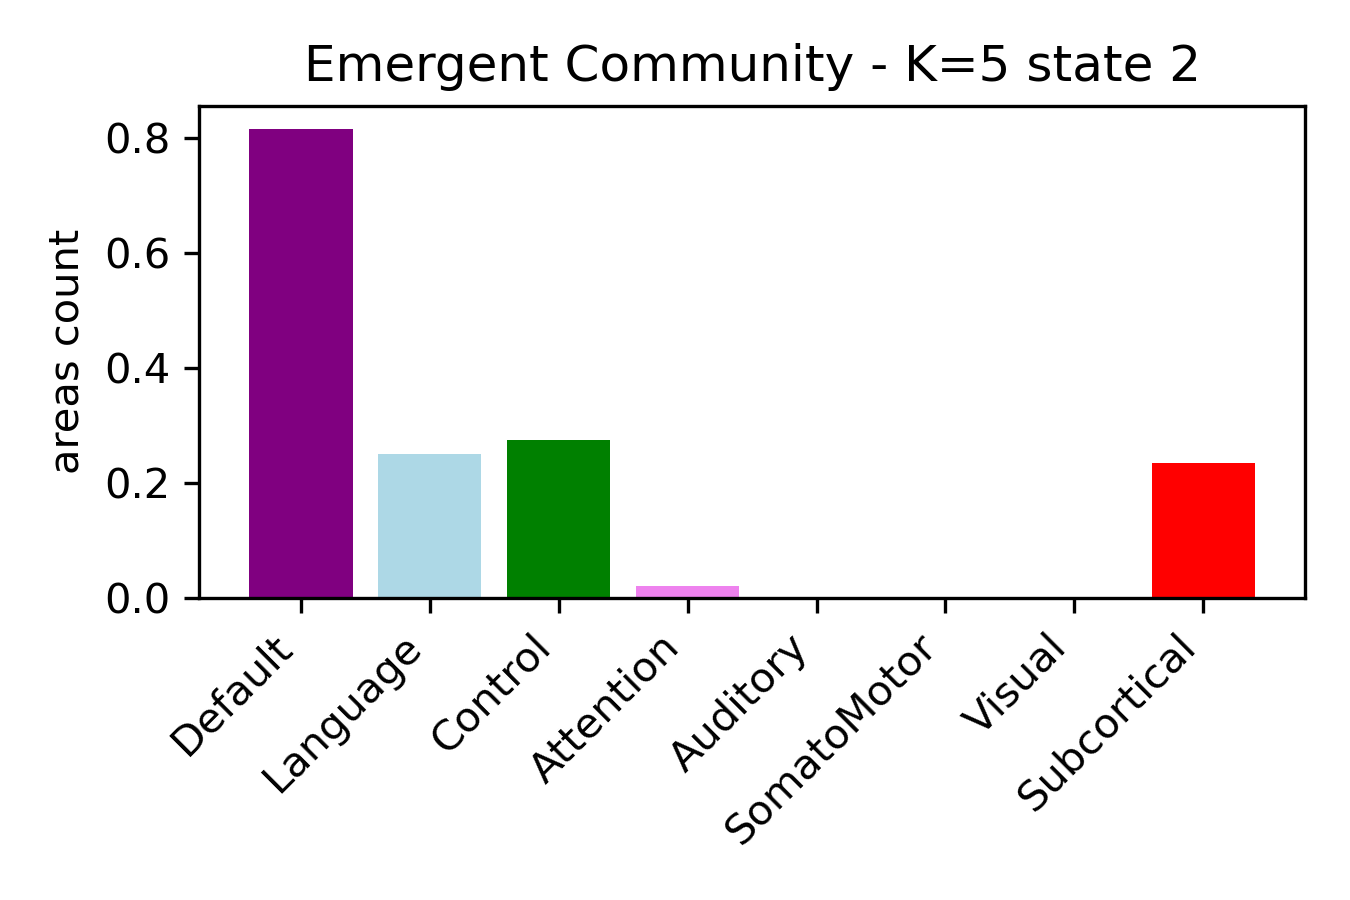 Emergent Community - K=5 state 2
areas count
0.8
0.6
0.4
0.2
0.0
Default
Language
Control
Attention
Auditory
SomatoMotor
Visual
Subcortical